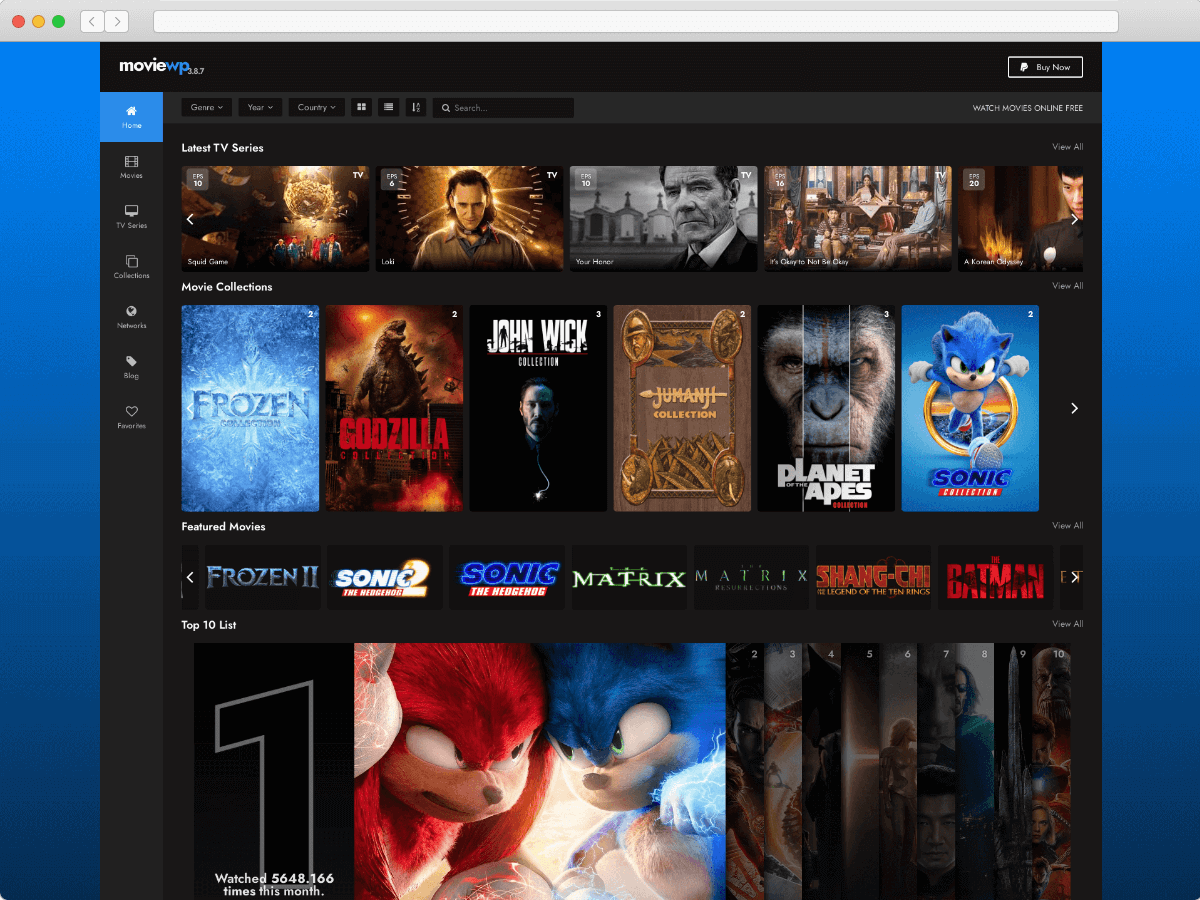 moviewp3.8.7
Buy Now
Home
Movies
TV Series
Collections
Networks
Blog
Favorites
Genre
Year
Country
Search...
WATCH MOVIES ONLINE FREE
Latest TV Series
View All
EPS
10
TV
Squid Game
EPS
6
TV
Loki
EPS
10
TV
Your Honor
EPS
16
TV
It's Okay to Not Be Okay
EPS
20
A Korean Odyssey
Movie Collections
View All
2
FROZEN
COLLECTION
2
GODZILLA
COLLECTION
3
JOHN WICK
COLLECTION
2
JUMANJI
COLLECTION
3
PLANET
OF THE
APES
COLLECTION
2
SONIC
COLLECTION
Featured Movies
View All
FROZEN II
SONIC 2
THE HEDGEHOG
SONIC
THE HEDGEHOG
THE
MATRIX
THE
MATRIX
RESURRECTIONS
SHANG-CHI
AND THE LEGEND OF THE TEN RINGS
THE
BATMAN
Top 10 List
View All
1
Watched 5648.166
times this month.
2
3
4
5
6
7
8
9
10